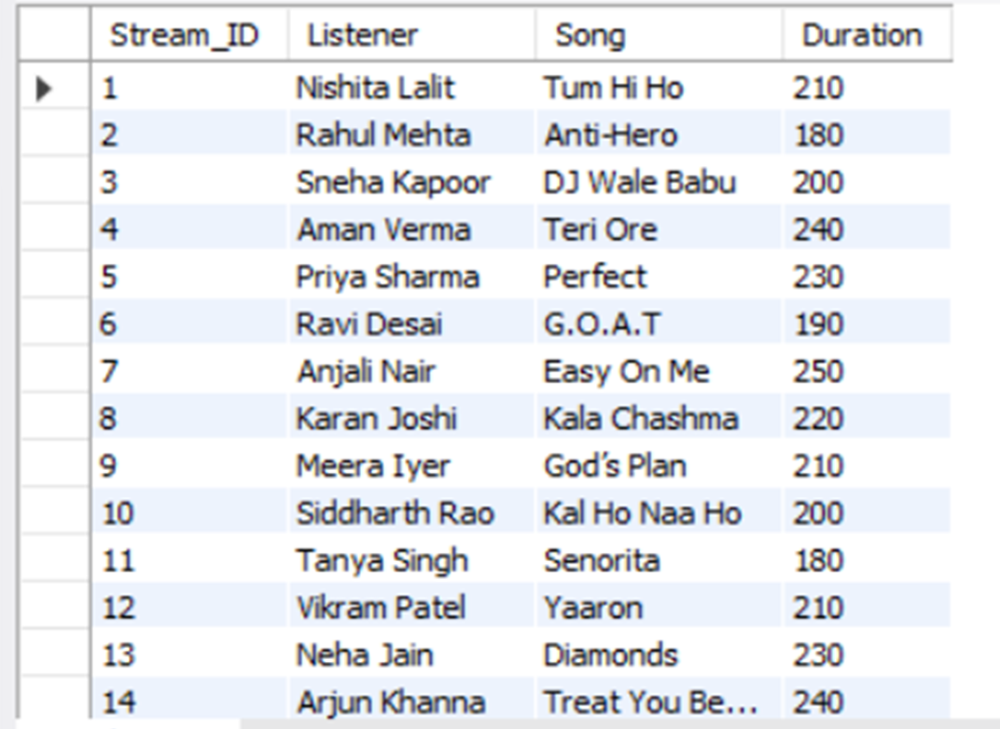 Stream_ID Listener Song Duration
1 Nishita Lalit Tum Hi Ho 210
2 Rahul Mehta Anti-Hero 180
3 Sneha Kapoor DJ Wale Babu 200
4 Aman Verma Teri Ore 240
5 Priya Sharma Perfect 230
6 Ravi Desai G.O.A.T 190
7 Anjali Nair Easy On Me 250
8 Karan Joshi Kala Chashma 220
9 Meera Iyer God’s Plan 210
10 Siddharth Rao Kal Ho Naa Ho 200
11 Tanya Singh Senorita 180
12 Vikram Patel Yaaron 210
13 Neha Jain Diamonds 230
14 Arjun Khanna Treat You Be... 240